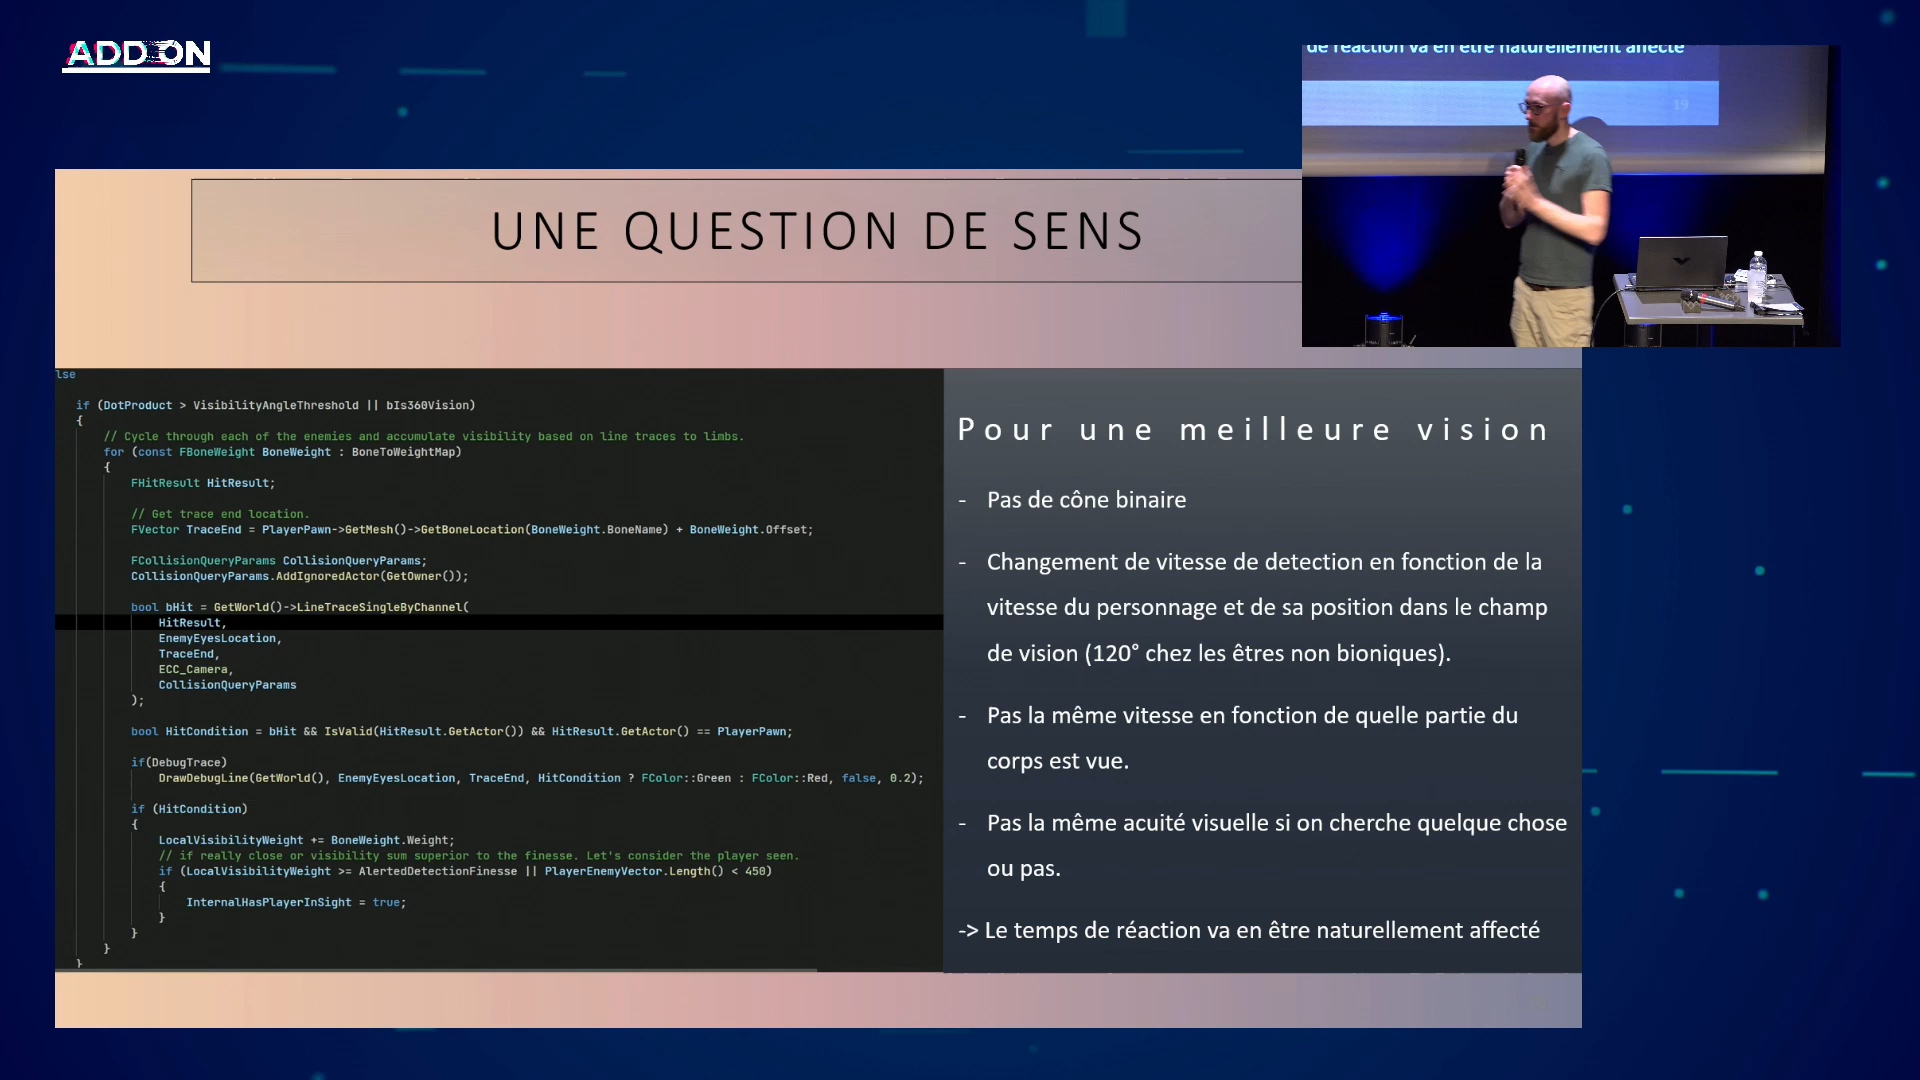 ADDON
de réaction va en être naturellement affecté
19
UNE QUESTION DE SENS
lse
if (DotProduct > VisibilityAngleThreshold || bIs360Vision)
{
// Cycle through each of the enemies and accumulate visibility based on line traces to limbs.
for (const FBoneWeight BoneWeight : BoneToWeightMap)
{
FHitResult HitResult;
// Get trace end location.
FVector TraceEnd = PlayerPawn->GetMesh()->GetBoneLocation(BoneWeight.BoneName) + BoneWeight.Offset;
FCollisionQueryParams CollisionQueryParams;
CollisionQueryParams.AddIgnoredActor(GetOwner());
bool bHit = GetWorld()->LineTraceSingleByChannel(
HitResult,
EnemyEyesLocation,
TraceEnd,
ECC_Camera,
CollisionQueryParams
);
bool HitCondition = bHit && IsValid(HitResult.GetActor()) && HitResult.GetActor() == PlayerPawn;
if(DebugTrace)
DrawDebugLine(GetWorld(), EnemyEyesLocation, TraceEnd, HitCondition ? FColor::Green : FColor::Red, false, 0.2);
if (HitCondition)
{
LocalVisibilityWeight += BoneWeight.Weight;
// if really close or visibility sum superior to the finesse. Let's consider the player seen.
if (LocalVisibilityWeight >= AlertedDetectionFinesse || PlayerEnemyVector.Length() < 450)
{
InternalHasPlayerInSight = true;
}
}
}
}
Pour une meilleure vision
- Pas de cône binaire
- Changement de vitesse de detection en fonction de la
vitesse du personnage et de sa position dans le champ
de vision (120° chez les êtres non bioniques).
- Pas la même vitesse en fonction de quelle partie du
corps est vue.
- Pas la même acuité visuelle si on cherche quelque chose
ou pas.
-> Le temps de réaction va en être naturellement affecté